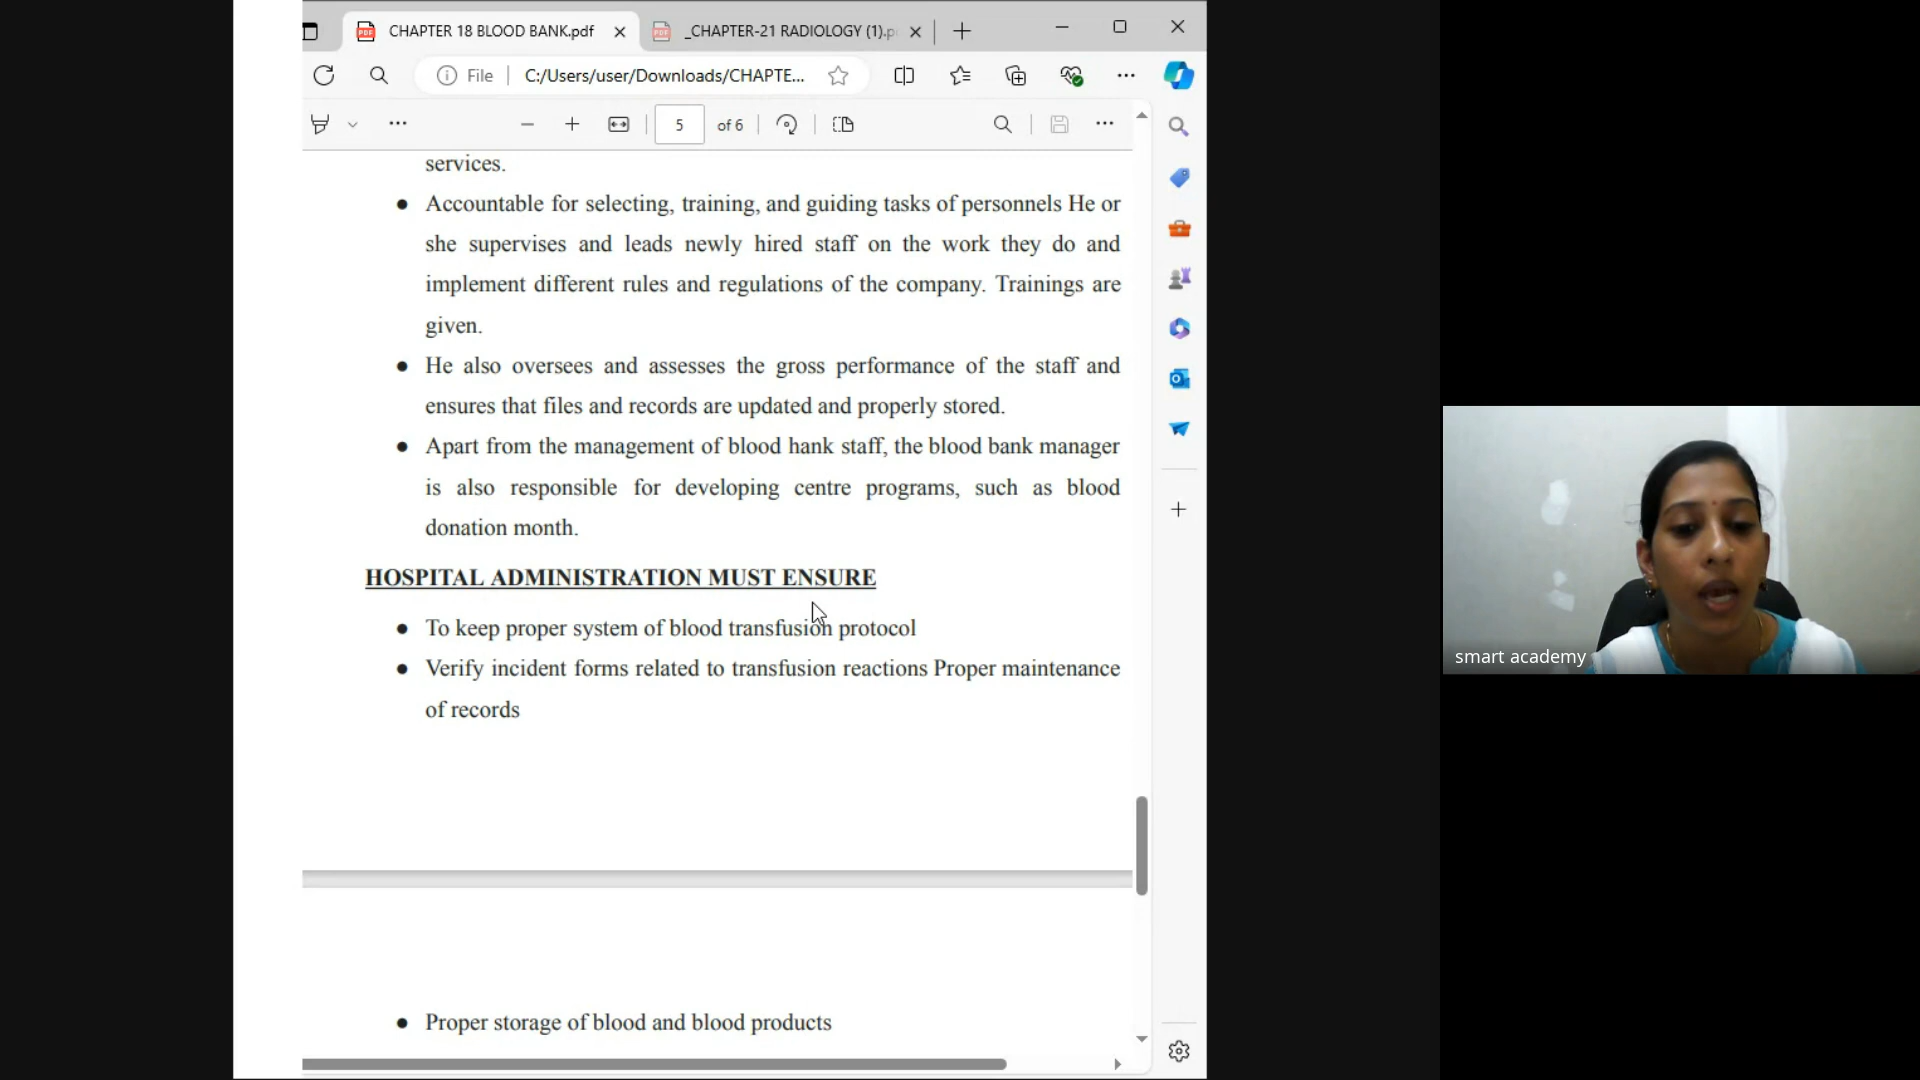 CHAPTER 18 BLOOD BANK.pdf
_CHAPTER-21 RADIOLOGY (1).p
File
C:/Users/user/Downloads/CHAPTE...
5 of 6
services.
● Accountable for selecting, training, and guiding tasks of personnels He or
she supervises and leads newly hired staff on the work they do and
implement different rules and regulations of the company. Trainings are
given.
● He also oversees and assesses the gross performance of the staff and
ensures that files and records are updated and properly stored.
● Apart from the management of blood hank staff, the blood bank manager
is also responsible for developing centre programs, such as blood
donation month.
HOSPITAL ADMINISTRATION MUST ENSURE
● To keep proper system of blood transfusion protocol
● Verify incident forms related to transfusion reactions Proper maintenance
of records
● Proper storage of blood and blood products
smart academy